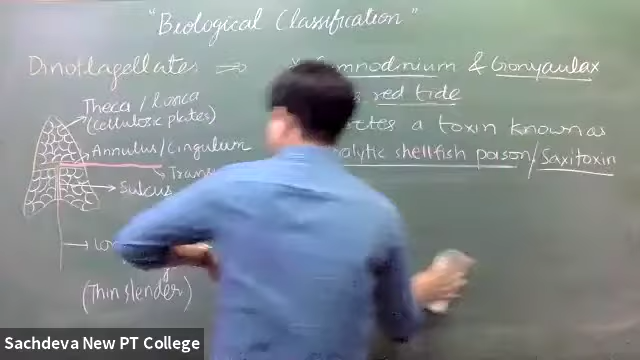 "Biological Classification"
Dinoflagellates ⇒ Gymnodinium & Gonyaulax
red tide
Theca / Lorica
(cellulosic plates)
a toxin known as
Annulus/Cingulum
shellfish poison/Saxitoxin
Sulcus
(Thin slender)
Sachdeva New PT College